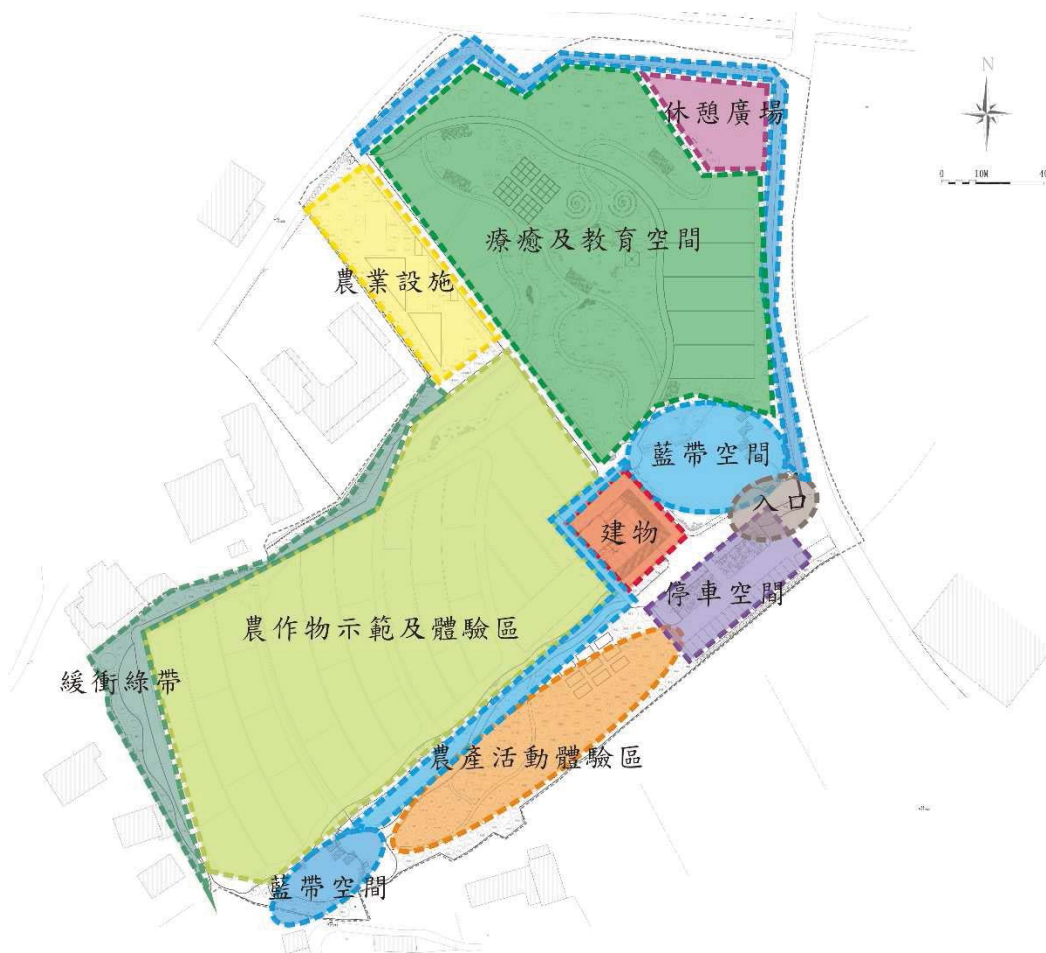 N
休憩廣場
0 10M 40
療癒及教育空間
農業設施
藍帶空間
入口
建物
停車空間
農作物示範及體驗區
緩衝綠帶
農產活動體驗區
藍帶空間